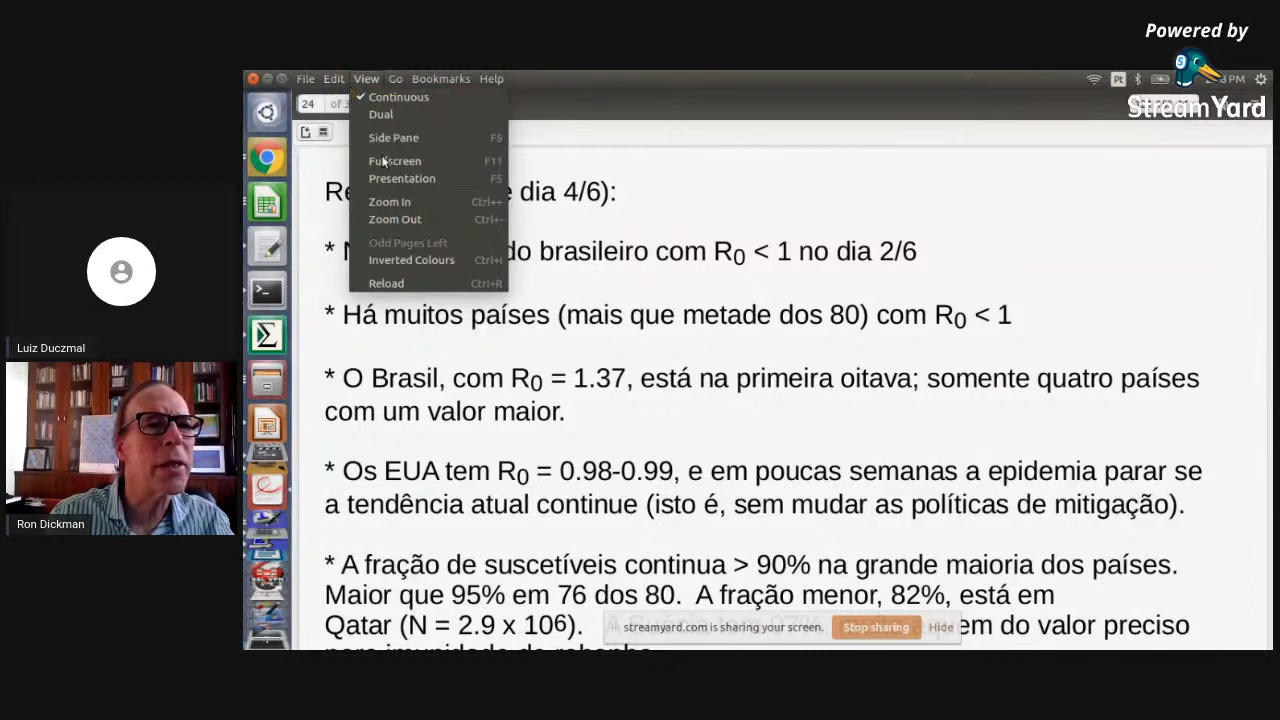 Powered by
StreamYard
File Edit View Go Bookmarks Help
Pt
PM
24 of 3
Continuous
Dual
Side Pane F9
Fullscreen F11
Presentation F5
Zoom In Ctrl++
Zoom Out Ctrl+-
Odd Pages Left
Inverted Colours Ctrl+I
Reload Ctrl+R
dia 4/6):
* brasileiro com R0 < 1 no dia 2/6
* Há muitos países (mais que metade dos 80) com R0 < 1
* O Brasil, com R0 = 1.37, está na primeira oitava; somente quatro países
com um valor maior.
* Os EUA tem R0 = 0.98-0.99, e em poucas semanas a epidemia parar se
a tendência atual continue (isto é, sem mudar as políticas de mitigação).
* A fração de suscetíveis continua > 90% na grande maioria dos países.
Maior que 95% em 76 dos 80. A fração menor, 82%, está em
Qatar (N = 2.9 x 106). em do valor preciso
streamyard.com is sharing your screen. Stop sharing Hide
Luiz Duczmal
Ron Dickman